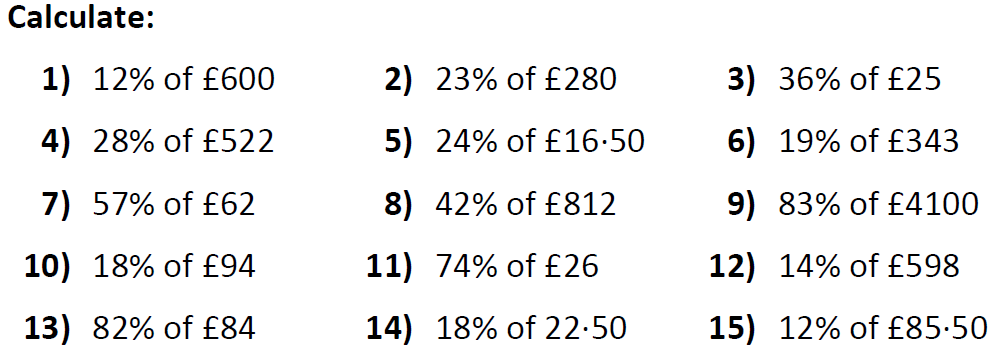 Calculate:
1) 12% of £600 2) 23% of £280 3) 36% of £25
4) 28% of £522 5) 24% of £16·50 6) 19% of £343
7) 57% of £62 8) 42% of £812 9) 83% of £4100
10) 18% of £94 11) 74% of £26 12) 14% of £598
13) 82% of £84 14) 18% of 22·50 15) 12% of £85·50